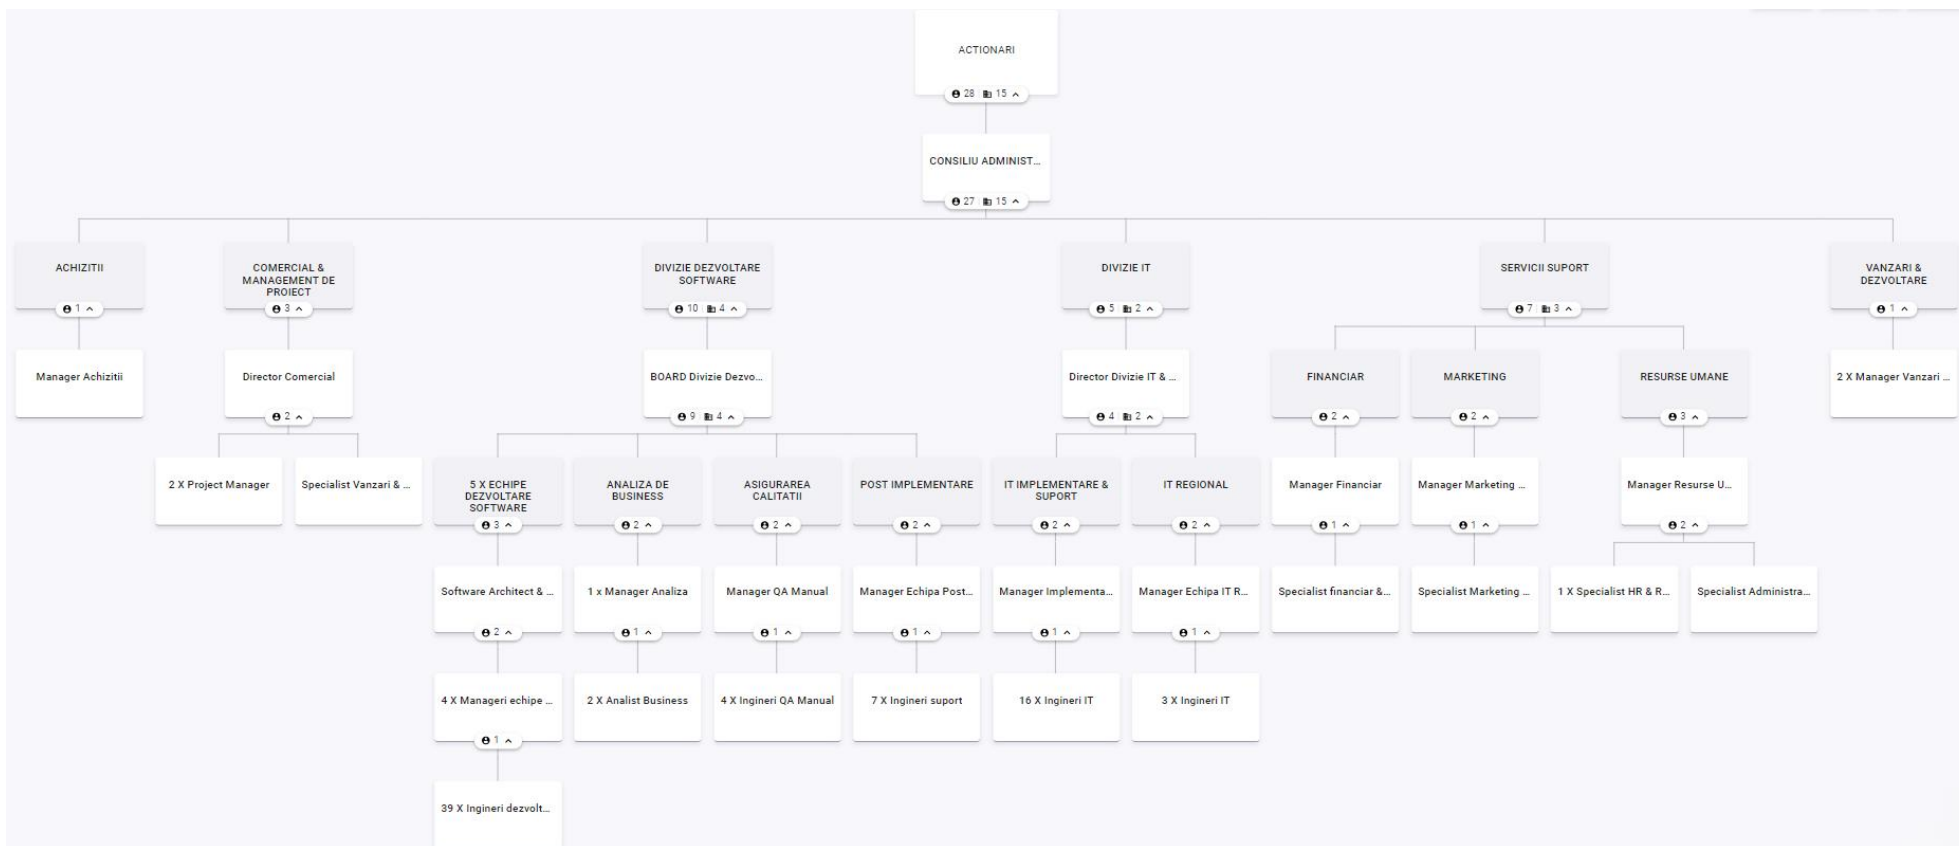 ACTIONARI
28 15
CONSILIU ADMINIST...
27 15
ACHIZITII
1
COMERCIAL &
MANAGEMENT DE
PROIECT
3
DIVIZIE DEZVOLTARE
SOFTWARE
10 4
DIVIZIE IT
5 2
SERVICII SUPORT
7 3
VANZARI &
DEZVOLTARE
1
Manager Achizitii
Director Comercial
2
BOARD Divizie Dezvo...
9 4
Director Divizie IT & ...
4 2
FINANCIAR
2
MARKETING
2
RESURSE UMANE
3
2 X Manager Vanzari ...
2 X Project Manager
Specialist Vanzari & ...
5 X ECHIPE
DEZVOLTARE
SOFTWARE
3
ANALIZA DE
BUSINESS
2
ASIGURAREA
CALITATII
2
POST IMPLEMENTARE
2
IT IMPLEMENTARE &
SUPORT
2
IT REGIONAL
2
Manager Financiar
1
Manager Marketing ...
1
Manager Resurse U...
2
Software Architect & ...
2
1 x Manager Analiza
1
Manager QA Manual
1
Manager Echipa Post...
1
Manager Implementa...
1
Manager Echipa IT R...
1
Specialist financiar &...
Specialist Marketing ...
1 X Specialist HR & R...
Specialist Administra...
4 X Manageri echipe ...
1
2 X Analist Business
4 X Ingineri QA Manual
7 X Ingineri suport
16 X Ingineri IT
3 X Ingineri IT
39 X Ingineri dezvolt...